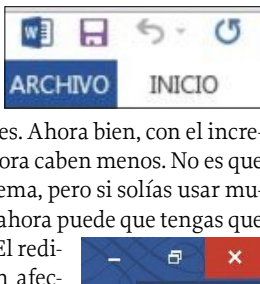 ARCHIVO INICIO
es. Ahora bien, con el incre-
ora caben menos. No es que
ema, pero si solías usar mu-
ahora puede que tengas que
El redi-
n afec-